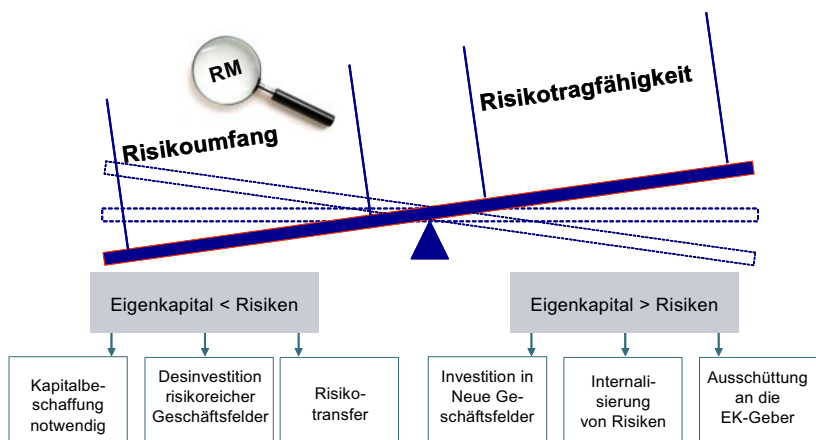 RM
Risikoumfang
Risikotragfähigkeit
Eigenkapital < Risiken
Eigenkapital > Risiken
Kapitalbe-
schaffung
notwendig
Desinvestition
risikoreicher
Geschäftsfelder
Risiko-
transfer
Investition in
Neue Ge-
schäftsfelder
Internali-
sierung
von Risiken
Ausschüttung
an die
EK-Geber